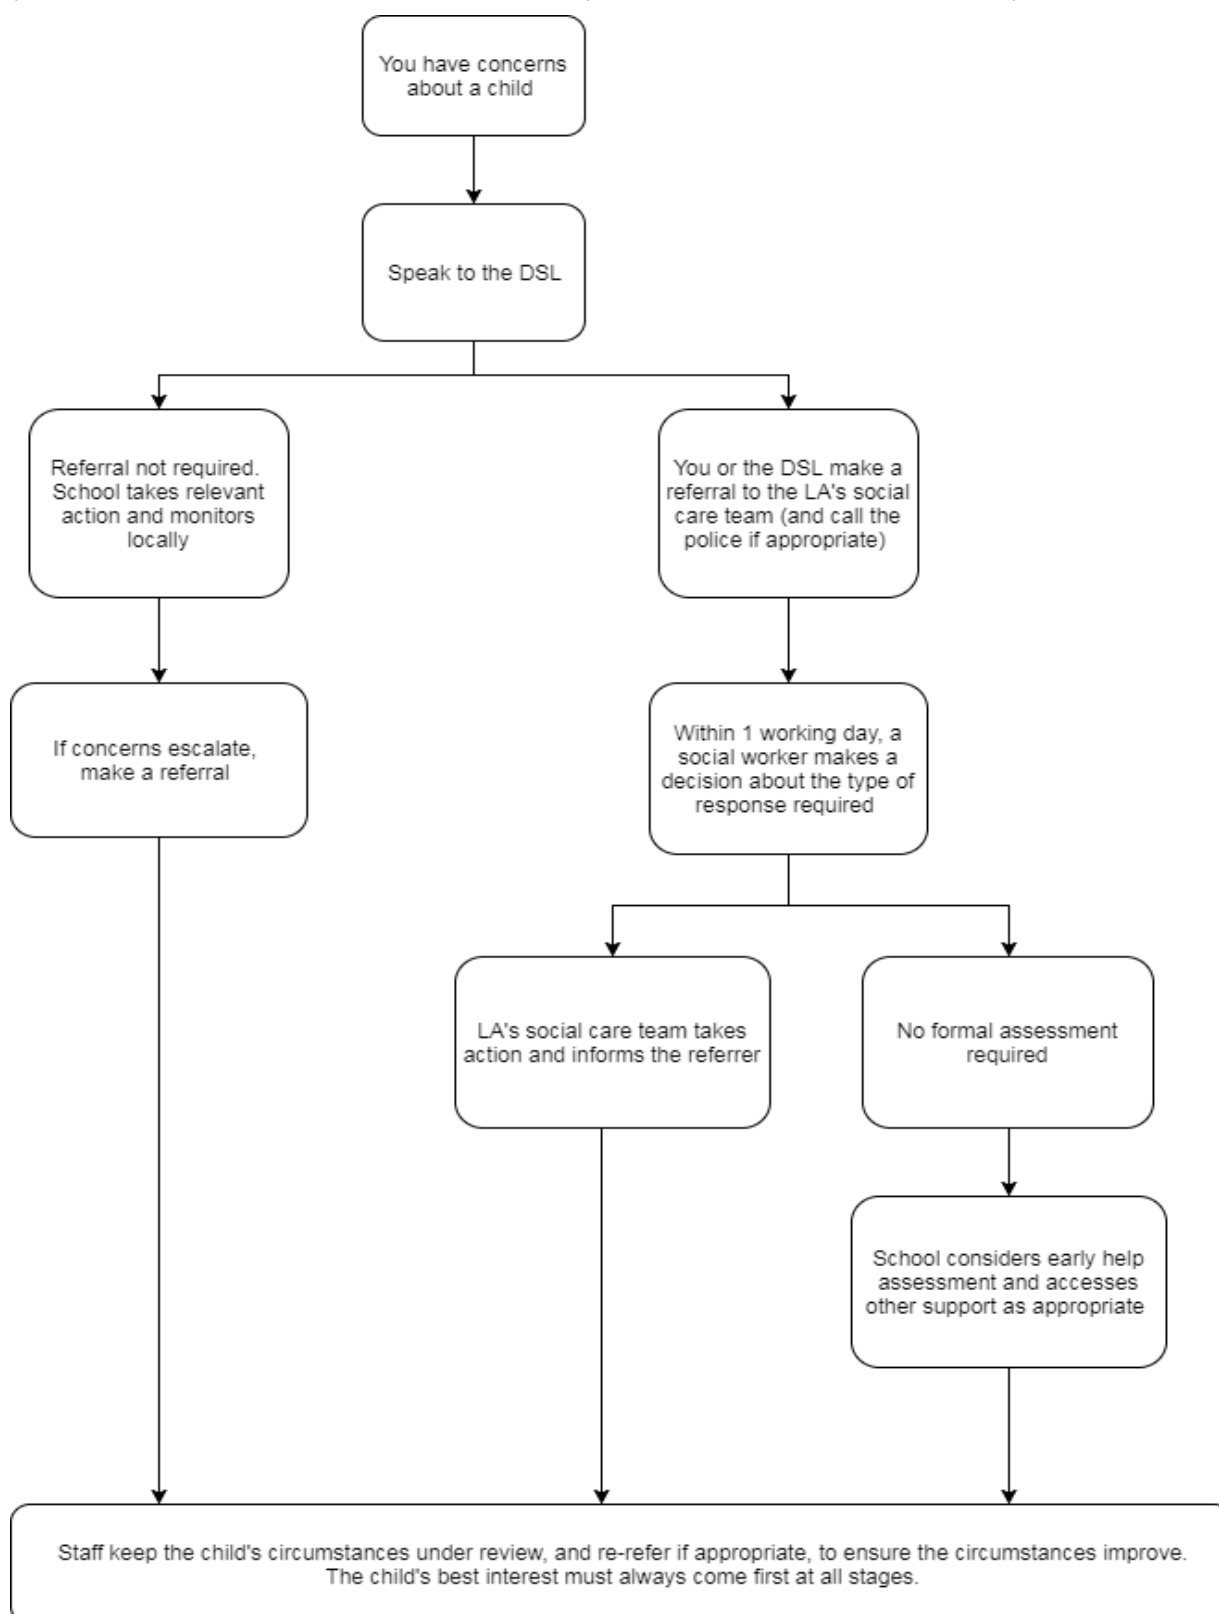 You have concerns
about a child
Speak to the DSL
Referral not required.
School takes relevant
action and monitors
locally
You or the DSL make a
referral to the LA's social
care team (and call the
police if appropriate)
If concerns escalate,
make a referral
Within 1 working day, a
social worker makes a
decision about the type of
response required
LA's social care team takes
action and informs the referrer
No formal assessment
required
School considers early help
assessment and accesses
other support as appropriate
Staff keep the child's circumstances under review, and re-refer if appropriate, to ensure the circumstances improve.
The child's best interest must always come first at all stages.